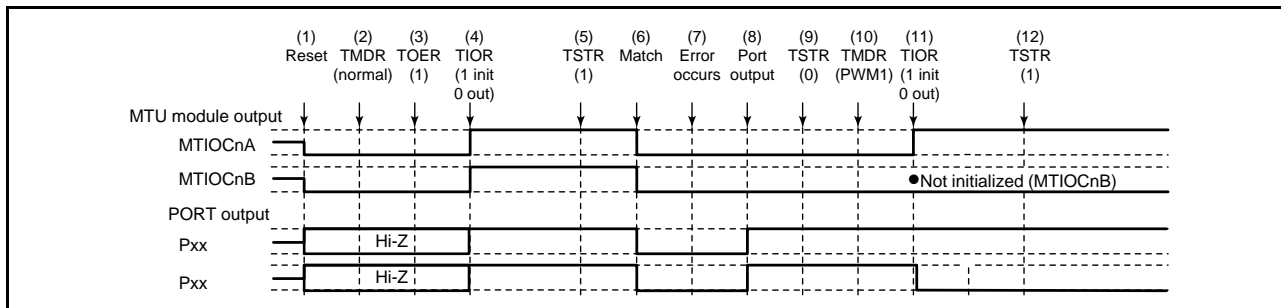 (1) (2) (3) (4) (5) (6) (7) (8) (9) (10) (11) (12)
Reset TMDR TOER TIOR TSTR Match Error Port TSTR TMDR TIOR TSTR
(normal) (1) (1 init (1) occurs output (0) (PWM1) (1 init (1)
0 out) 0 out)
MTU module output
MTIOCnA
MTIOCnB
Not initialized (MTIOCnB)
PORT output
Pxx Hi-Z
Pxx Hi-Z